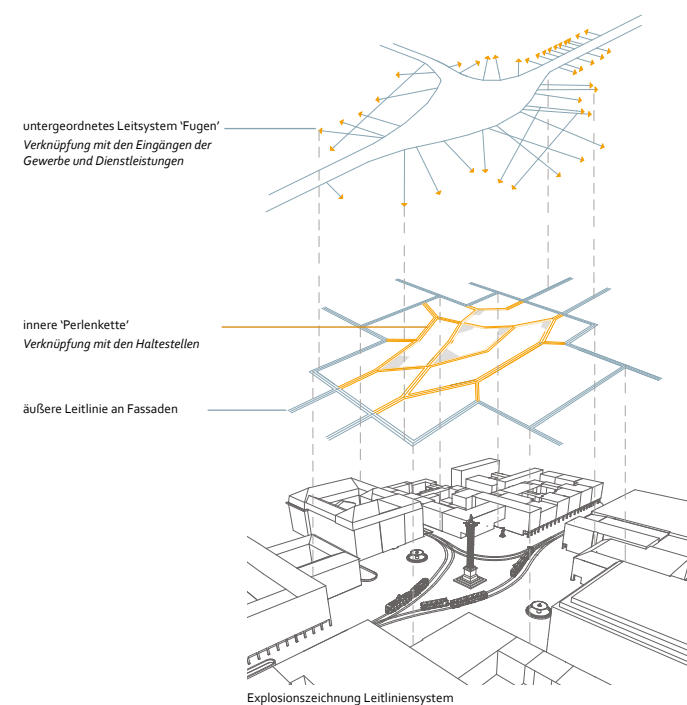 untergeordnetes Leitsystem ‘Fugen’
Verknüpfung mit den Eingängen der
Gewerbe und Dienstleistungen
innere ‘Perlenkette’
Verknüpfung mit den Haltestellen
äußere Leitlinie an Fassaden
Explosionszeichnung Leitliniensystem